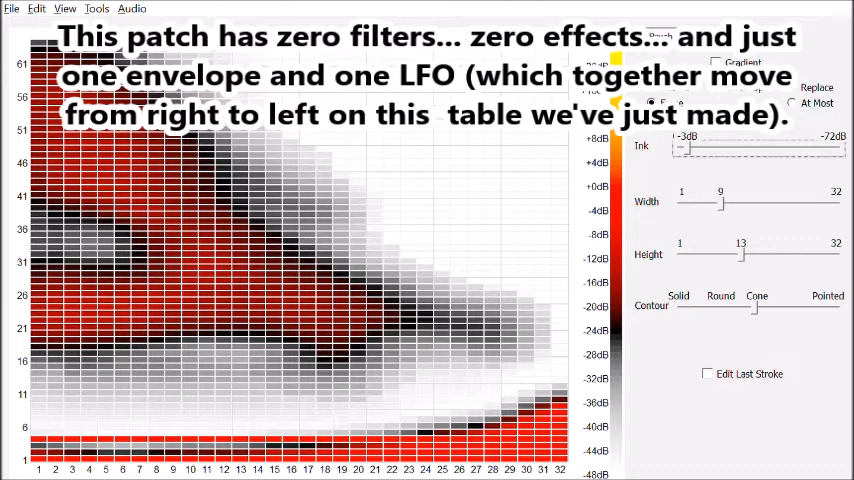 File Edit View Tools Audio
This patch has zero filters... zero effects... and just
one envelope and one LFO (which together move
from right to left on this table we've just made).
Gradient
Replace
At Most
61
56
51
46
41
36
31
26
21
16
11
6
1
1 2 3 4 5 6 7 8 9 10 11 12 13 14 15 16 17 18 19 20 21 22 23 24 25 26 27 28 29 30 31 32
+8dB
+4dB
+0dB
-4dB
-8dB
-12dB
-16dB
-20dB
-24dB
-28dB
-32dB
-36dB
-40dB
-44dB
-48dB
-3dB -72dB
Ink
1 9 32
Width
1 13 32
Height
Solid Round Cone Pointed
Contour
Edit Last Stroke